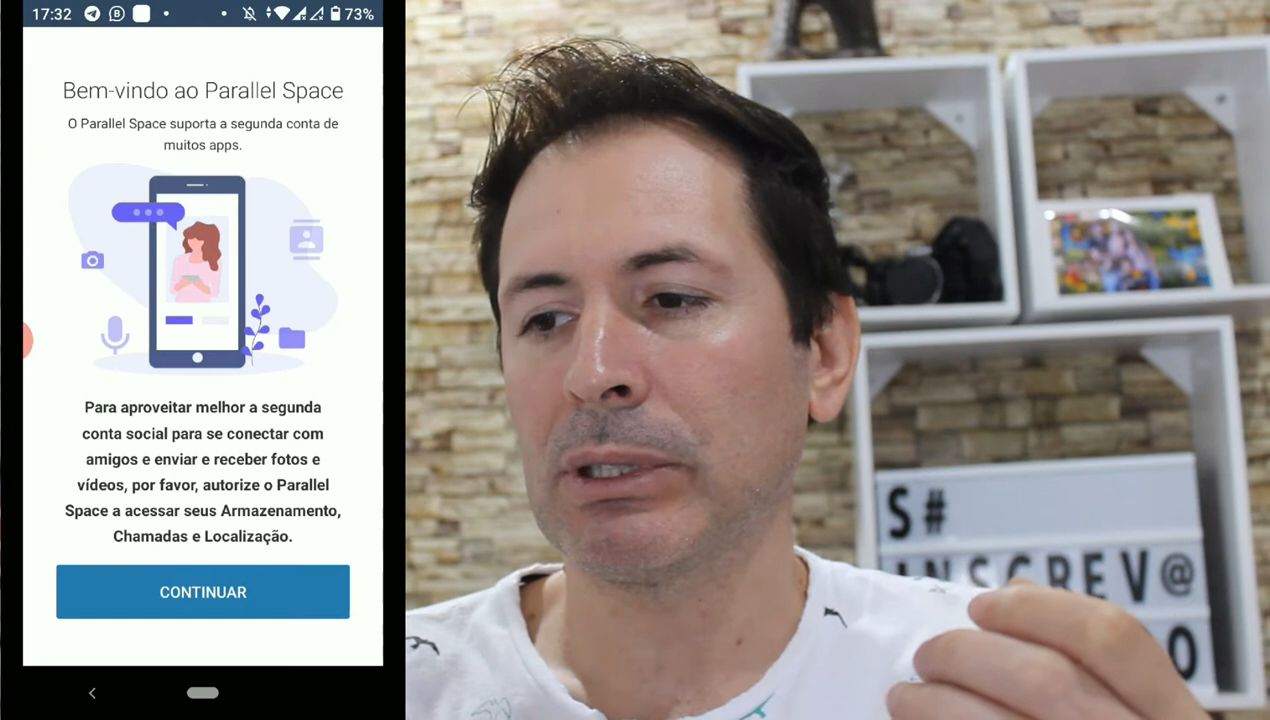 17:32
73%
Bem-vindo ao Parallel Space
O Parallel Space suporta a segunda conta de
muitos apps.
Para aproveitar melhor a segunda
conta social para se conectar com
amigos e enviar e receber fotos e
vídeos, por favor, autorize o Parallel
Space a acessar seus Armazenamento,
Chamadas e Localização.
CONTINUAR
S#
INSCREV@
O